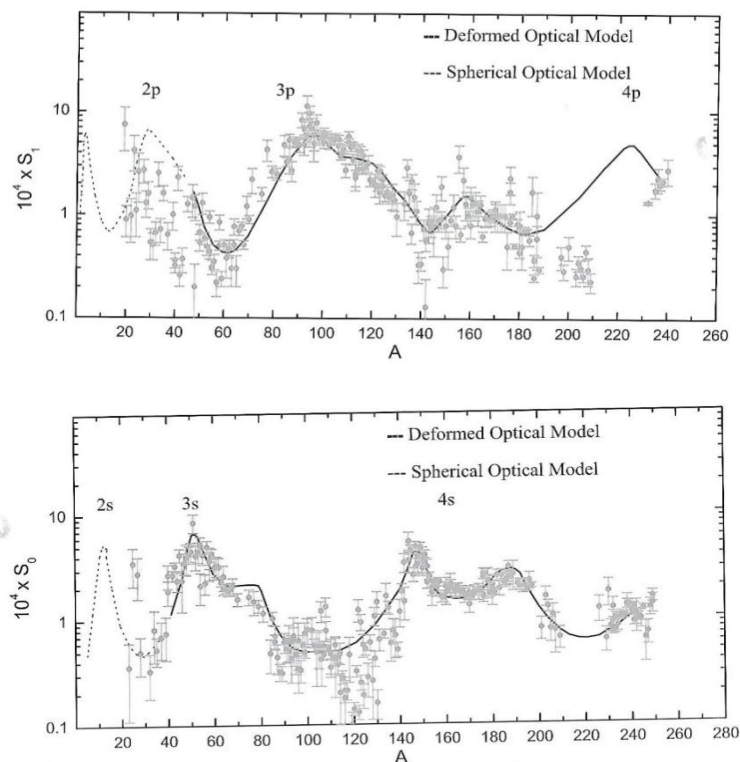 --- Deformed Optical Model
--- Spherical Optical Model
2p 3p 4p
10
1
0.1
10⁴ x S₁
20 40 60 80 100 120 140 160 180 200 220 240 260
A
--- Deformed Optical Model
--- Spherical Optical Model
2s 3s 4s
10
1
0.1
10⁴ x S₀
20 40 60 80 100 120 140 160 180 200 220 240 260 280
A